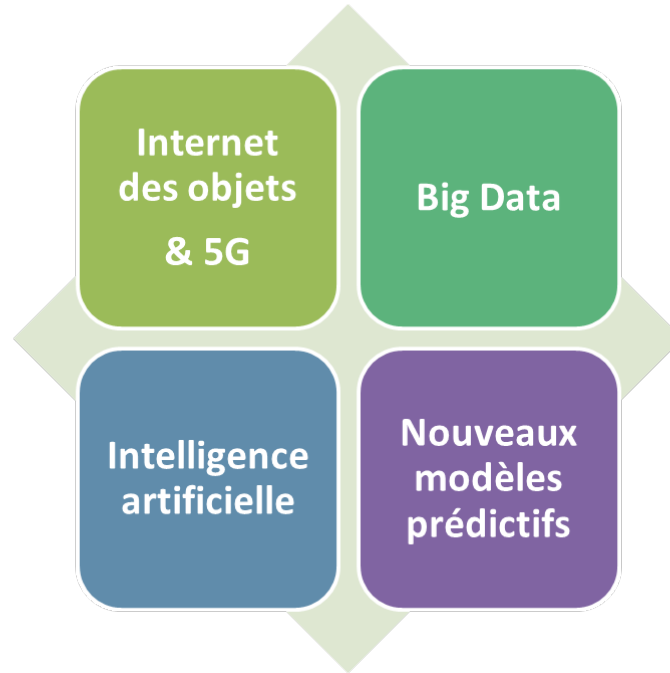 Internet
des objets
& 5G
Big Data
Intelligence
artificielle
Nouveaux
modèles
prédictifs